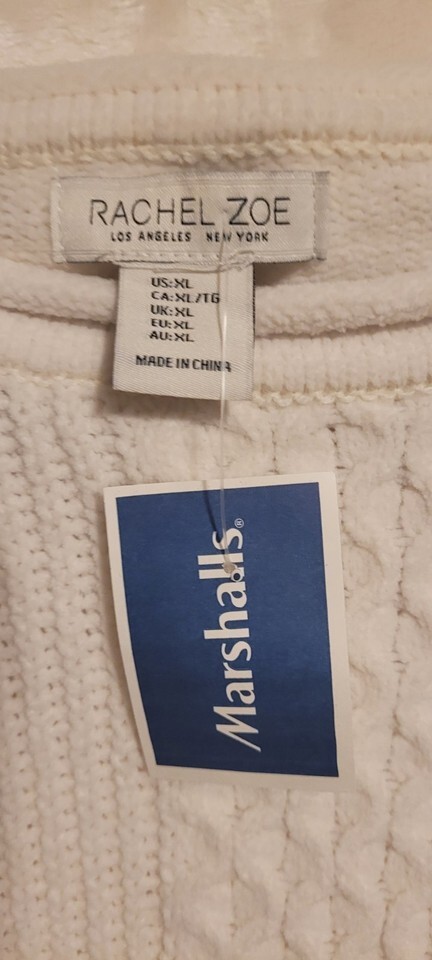 RACHEL ZOE
LOS ANGELES NEW YORK
US:XL
CA:XL/TG
UK:XL
EU:XL
AU:XL
MADE IN CHINA
Marshalls®